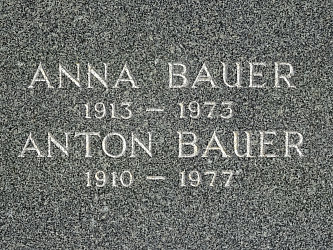 ANNA BAUER
1913 – 1973
ANTON BAUER
1910 – 1977